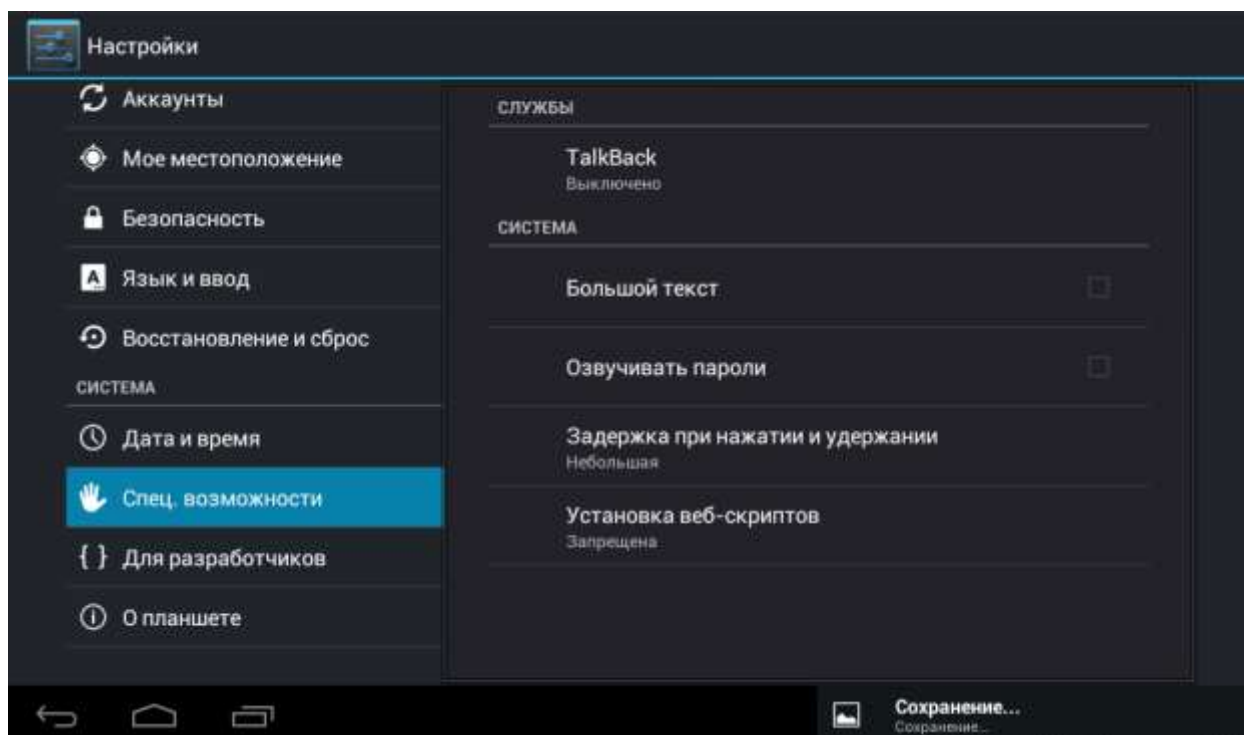 Настройки
Аккаунты
Мое местоположение
Безопасность
Язык и ввод
Восстановление и сброс
СИСТЕМА
Дата и время
Спец. возможности
{ } Для разработчиков
О планшете
СЛУЖБЫ
TalkBack
Выключено
СИСТЕМА
Большой текст
Озвучивать пароли
Задержка при нажатии и удержании
Небольшая
Установка веб-скриптов
Запрещена
Сохранение...
Сохранение...